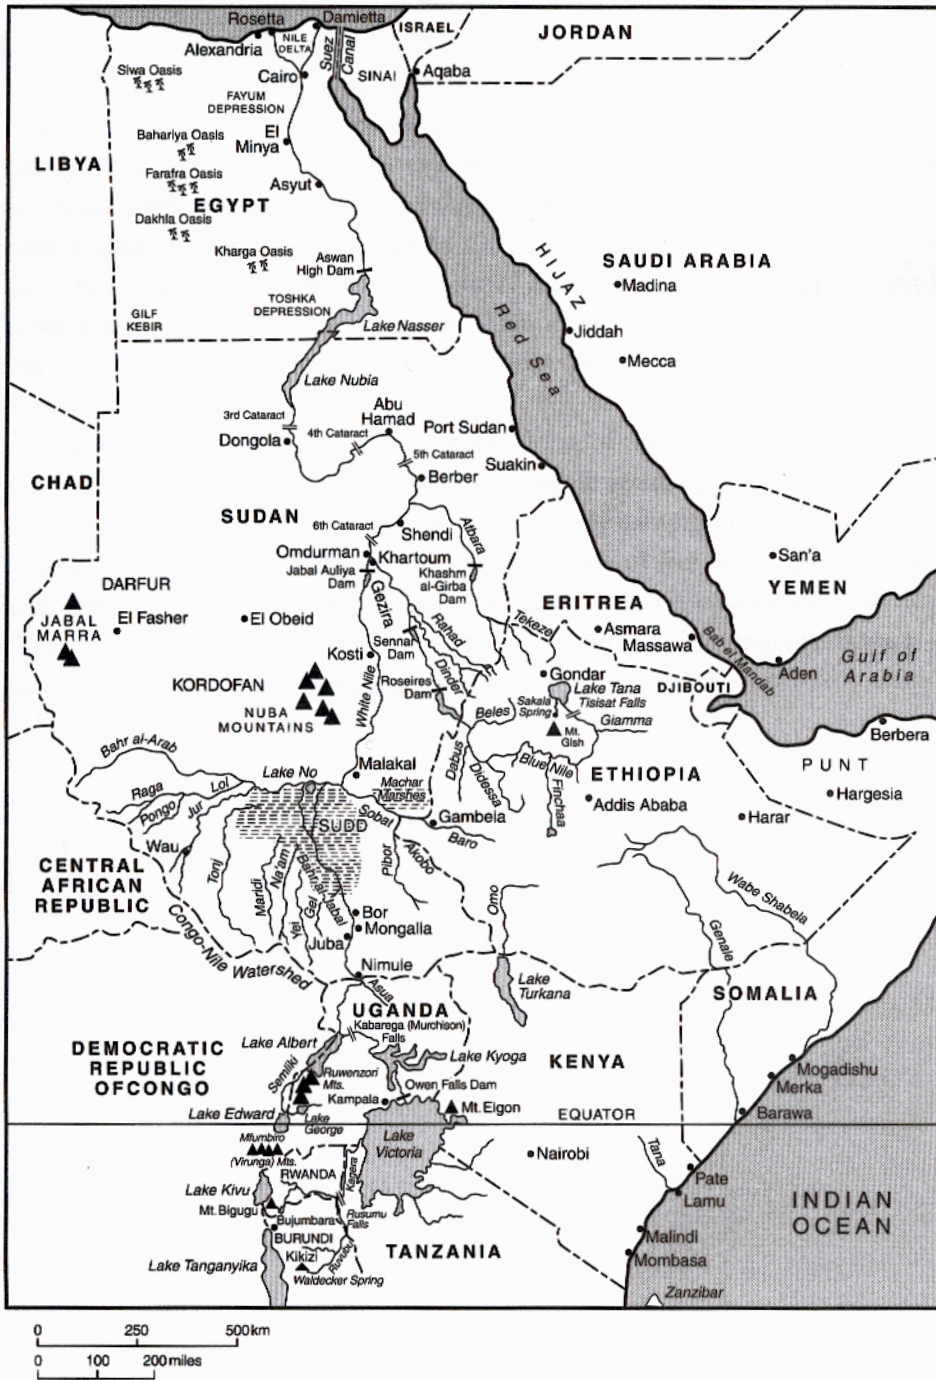 Rosetta
Damietta
ISRAEL
JORDAN
Alexandria
NILE
DELTA
Suez
Canal
Siwa Oasis
Cairo
SINAI
Aqaba
FAYUM
DEPRESSION
Bahariya Oasis
El
Minya
LIBYA
Farafra Oasis
Asyut
EGYPT
Dakhla Oasis
Kharga Oasis
Aswan
High Dam
HIJAZ
SAUDI ARABIA
Madina
TOSHKA
DEPRESSION
GILF
KEBIR
Lake Nasser
Red Sea
Jiddah
Mecca
Lake Nubia
Abu
Hamad
3rd Cataract
4th Cataract
Port Sudan
Dongola
5th Cataract
Suakin
Berber
CHAD
SUDAN
6th Cataract
Shendi
Atbara
Omdurman
Khartoum
San'a
Jabal Auliya
Dam
Khashm
al-Girba
Dam
YEMEN
DARFUR
Gezira
ERITREA
JABAL
MARRA
El Fasher
El Obeid
Rahad
Tekeze
Asmara
Massawa
Bab el Mandab
Sennar
Dam
Kosti
Aden
Gulf of
Arabia
Dinder
Gondar
KORDOFAN
Roseires
Dam
Lake Tana
DJIBOUTI
NUBA
MOUNTAINS
White Nile
Beles
Sakala
Spring
Tisisat Falls
Giamma
Mt.
Gish
Berbera
Bahr al-Arab
Dabus
Didessa
Blue Nile
PUNT
Lake No
Malakal
Machar
Marshes
ETHIOPIA
Raga
Lol
Finchaa
Hargesia
Pongo
Jur
Addis Ababa
SUDD
Sobat
Gambela
Harar
Wau
Baro
Tonj
Pibor
Akobo
CENTRAL
AFRICAN
REPUBLIC
Maridi
Na'am
Bahr al-Jabal
Gel
Yei
Omo
Wabe Shabela
Congo-Nile Watershed
Bor
Mongalla
Juba
Genale
Nimule
Asua
Lake
Turkana
SOMALIA
UGANDA
Kabarega (Murchison)
Falls
DEMOCRATIC
REPUBLIC
OFCONGO
Lake Albert
Lake Kyoga
KENYA
Semliki
Ruwenzori
Mts.
Owen Falls Dam
Mogadishu
Merka
Kampala
Mt. Elgon
Lake Edward
Lake
George
EQUATOR
Barawa
Mfumbiro
(Virunga) Mts.
Lake
Victoria
Nairobi
Tana
RWANDA
Kagera
Pate
Lamu
Lake Kivu
INDIAN
OCEAN
Mt. Bigugu
Bujumbara
Rusumu
Falls
BURUNDI
Malindi
Kikizi
Ruvubu
TANZANIA
Mombasa
Lake Tanganyika
Waldecker Spring
Zanzibar
0 250 500 km
0 100 200 miles